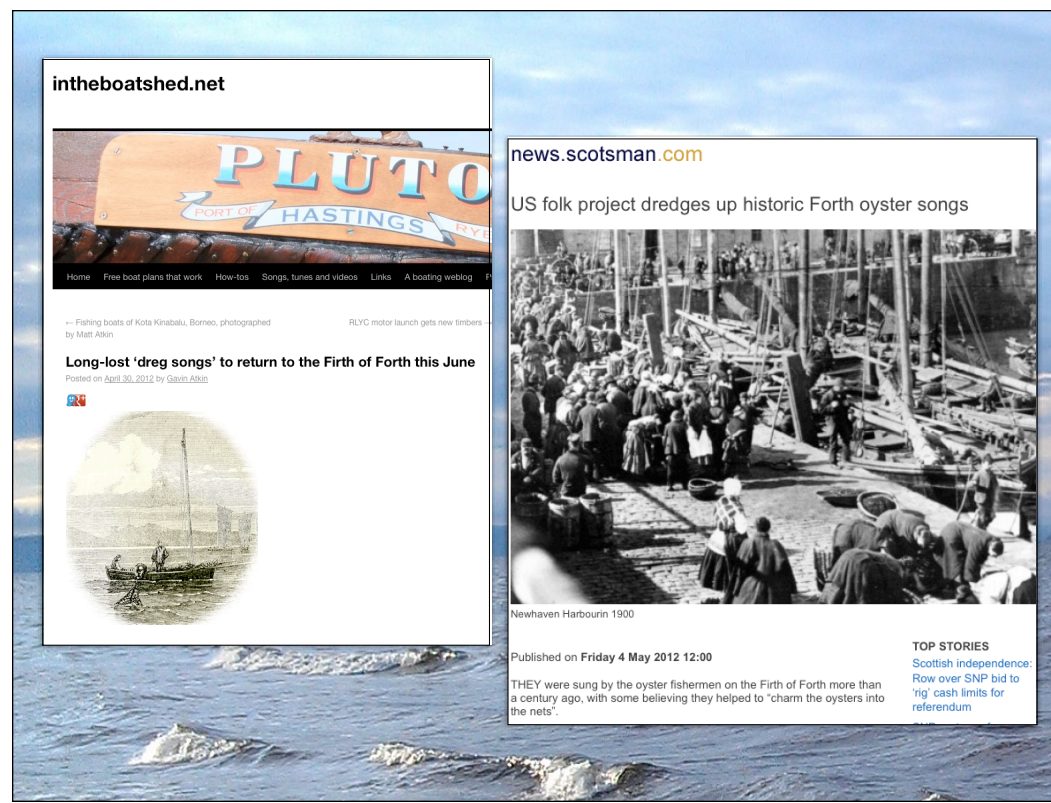 intheboatshed.net
PLUTO
PORT OF HASTINGS RYE
Home Free boat plans that work How-tos Songs, tunes and videos Links A boating weblog P
← Fishing boats of Kota Kinabalu, Borneo, photographed
by Matt Atkin
RLYC motor launch gets new timbers →
Long-lost ‘dreg songs’ to return to the Firth of Forth this June
Posted on April 30, 2012 by Gavin Atkin
news.scotsman.com
US folk project dredges up historic Forth oyster songs
Newhaven Harbourin 1900
Published on Friday 4 May 2012 12:00
THEY were sung by the oyster fishermen on the Firth of Forth more than
a century ago, with some believing they helped to “charm the oysters into
the nets”.
TOP STORIES
Scottish independence:
Row over SNP bid to
‘rig’ cash limits for
referendum